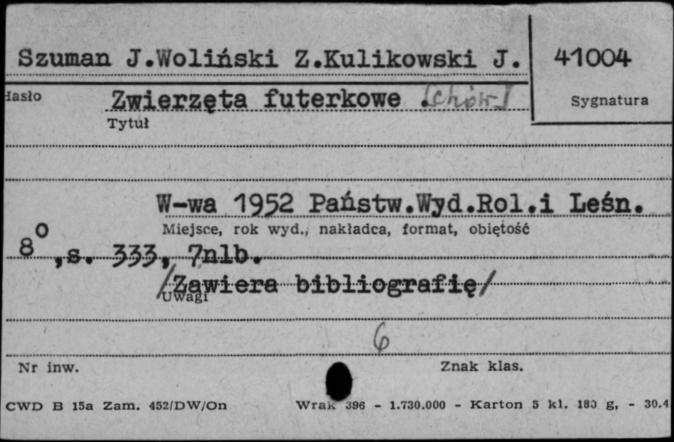 Szuman J.Woliński Z.Kulikowski J.
41004
Hasło
Zwierzęta futerkowe . [Chów]
Sygnatura
Tytuł
W-wa 1952 Państw.Wyd.Rol.i Leśn.
Miejsce, rok wyd., nakładca, format, objętość
8⁰,s. 333, 7nlb.
/Zawiera bibliografię/
Uwagi
6
Nr inw.
Znak klas.
CWD B 15a Zam. 452/DW/On
Wrak 396 - 1.730.000 - Karton 5 kl. 180 g, - 30.4